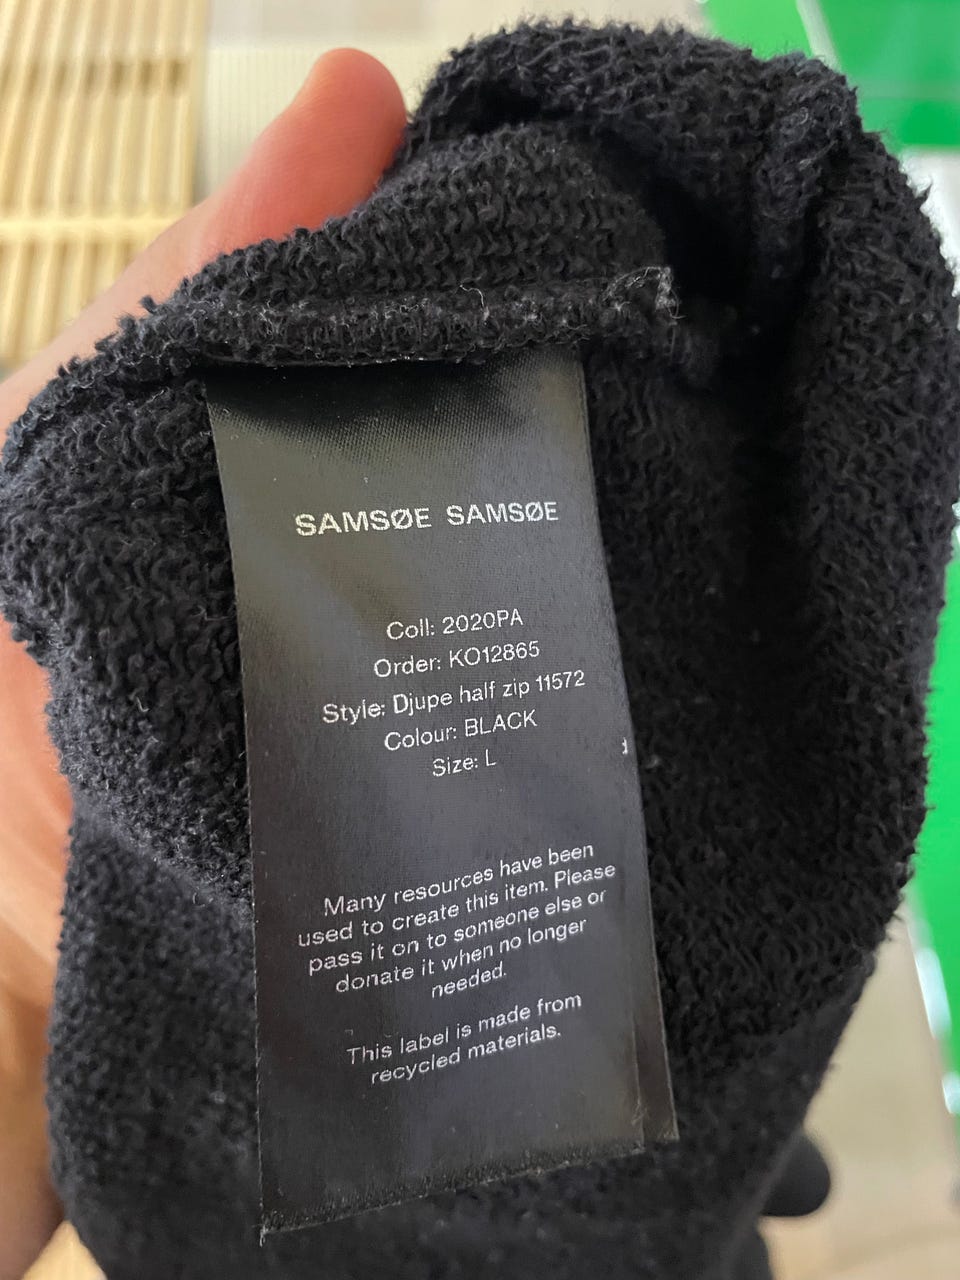 SAMSØE SAMSØE
Coll: 2020PA
Order: KO12865
Style: Djupe half zip 11572
Colour: BLACK
Size: L
Many resources have been
used to create this item. Please
pass it on to someone else or
donate it when no longer
needed.
This label is made from
recycled materials.